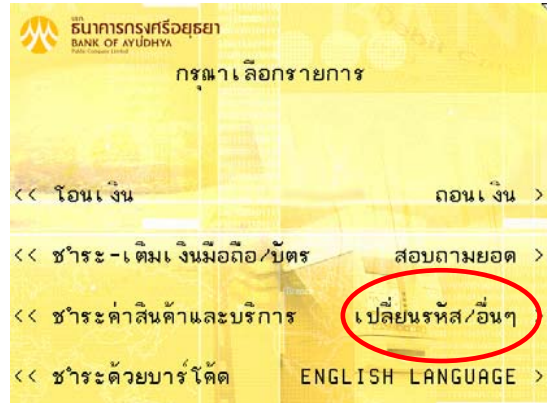 ธนาคารกรุงศรีอยุธยา
BANK OF AYUDHYA
Public Company Limited
กรุณาเลือกรายการ
<< โอนเงิน ถอนเงิน >
<< ชำระ-เติมเงินมือถือ/บัตร สอบถามยอด >
<< ชำระค่าสินค้าและบริการ เปลี่ยนรหัส/อื่นๆ >
<< ชำระด้วยบาร์โค้ด ENGLISH LANGUAGE >